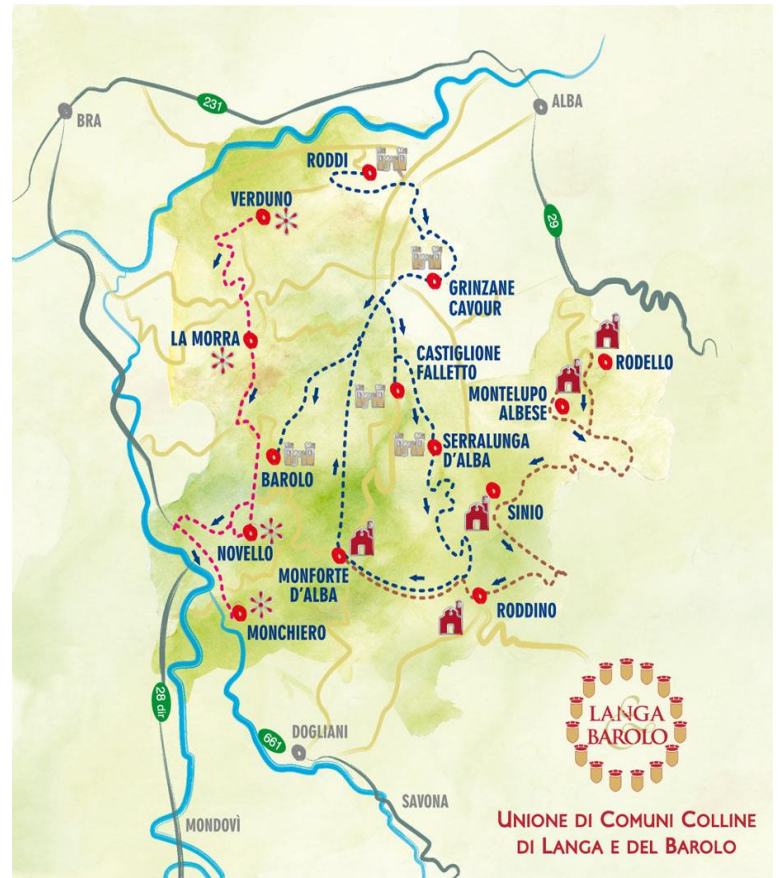 ALBA
231
BRA
RODDI
VERDUNO
29
GRINZANE
CAVOUR
LA MORRA
CASTIGLIONE
FALLETTO
RODELLO
MONTELUPO
ALBESE
SERRALUNGA
D'ALBA
BAROLO
SINIO
NOVELLO
MONFORTE
D'ALBA
RODDINO
MONCHIERO
28 dir
661
DOGLIANI
SAVONA
MONDOVÌ
LANGA
&
BAROLO
UNIONE DI COMUNI COLLINE
DI LANGA E DEL BAROLO